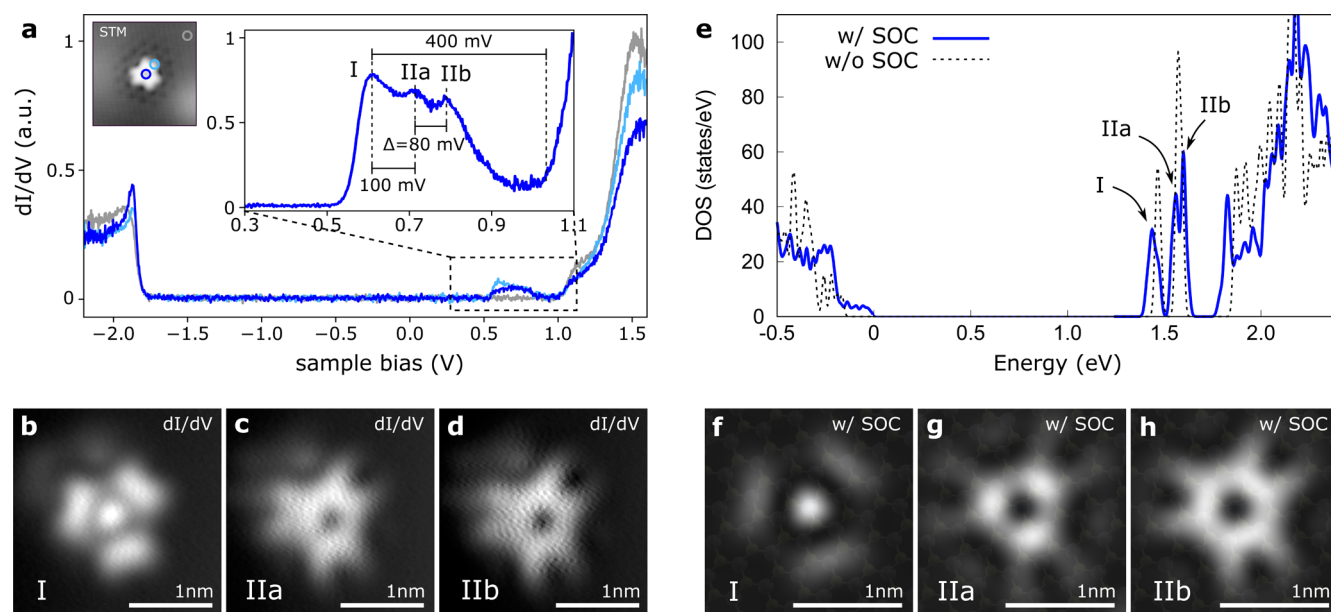 a
STM
dI/dV (a.u.)
1
0.5
0
−2.0 −1.5 −1.0 −0.5 0.0 0.5 1.0 1.5
sample bias (V)
1
0.5
0
0.3 0.5 0.7 0.9 1.1
400 mV
I
IIa
IIb
Δ=80 mV
100 mV
e
w/ SOC
w/o SOC
DOS (states/eV)
100
80
60
40
20
0
-0.5 0 0.5 1.0 1.5 2.0
Energy (eV)
I
IIa
IIb
b
dI/dV
I
1nm
c
dI/dV
IIa
1nm
d
dI/dV
IIb
1nm
f
w/ SOC
I
1nm
g
w/ SOC
IIa
1nm
h
w/ SOC
IIb
1nm